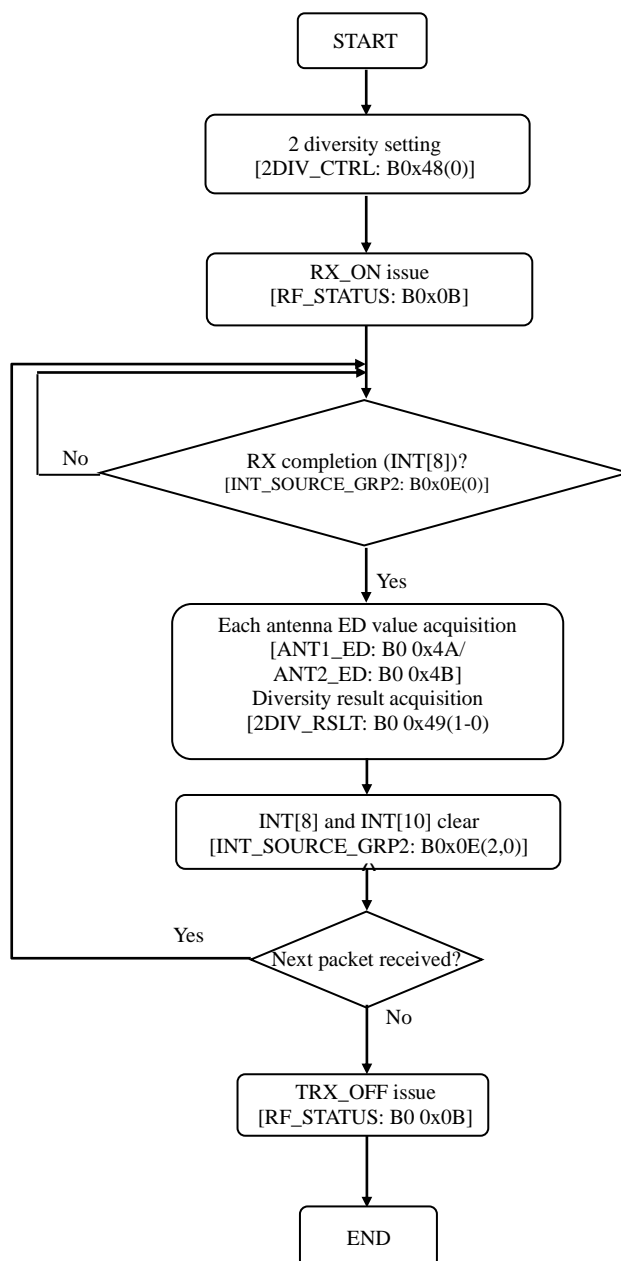 START
2 diversity setting
[2DIV_CTRL: B0x48(0)]
RX_ON issue
[RF_STATUS: B0x0B]
RX completion (INT[8])?
[INT_SOURCE_GRP2: B0x0E(0)]
No
Yes
Each antenna ED value acquisition
[ANT1_ED: B0 0x4A/
ANT2_ED: B0 0x4B]
Diversity result acquisition
[2DIV_RSLT: B0 0x49(1-0)
INT[8] and INT[10] clear
[INT_SOURCE_GRP2: B0x0E(2,0)]
Yes
Next packet received?
No
TRX_OFF issue
[RF_STATUS: B0 0x0B]
END